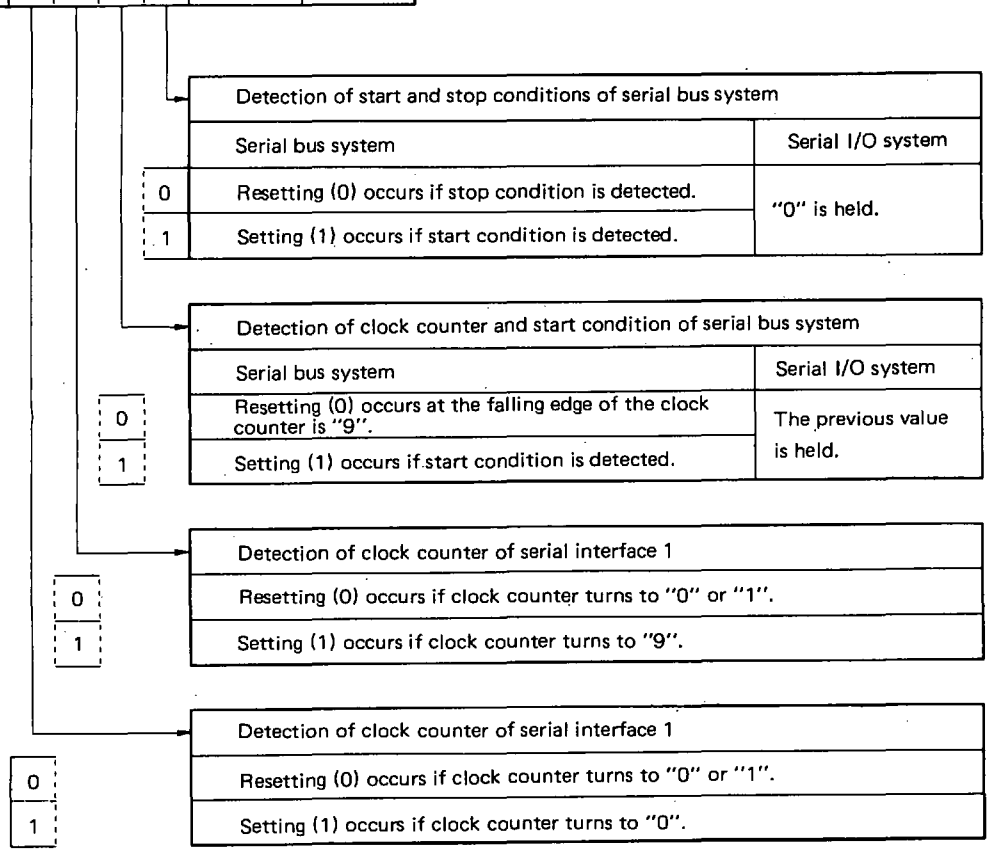 Detection of start and stop conditions of serial bus system
Serial bus system
Serial I/O system
0
Resetting (0) occurs if stop condition is detected.
"0" is held.
1
Setting (1) occurs if start condition is detected.
Detection of clock counter and start condition of serial bus system
Serial bus system
Serial I/O system
0
Resetting (0) occurs at the falling edge of the clock
counter is "9".
The previous value
is held.
1
Setting (1) occurs if start condition is detected.
Detection of clock counter of serial interface 1
0
Resetting (0) occurs if clock counter turns to "0" or "1".
1
Setting (1) occurs if clock counter turns to "9".
Detection of clock counter of serial interface 1
0
Resetting (0) occurs if clock counter turns to "0" or "1".
1
Setting (1) occurs if clock counter turns to "0".